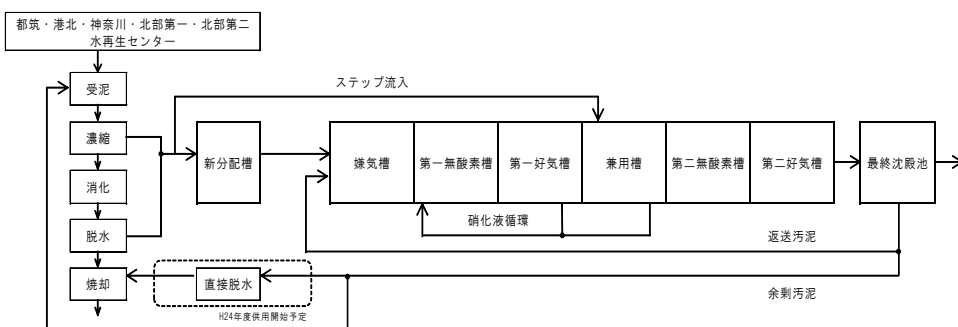 都筑・港北・神奈川・北部第一・北部第二
水再生センター
ステップ流入
受泥
濃縮
消化
脱水
焼却
新分配槽
嫌気槽
第一無酸素槽
第一好気槽
兼用槽
第二無酸素槽
第二好気槽
最終沈殿池
硝化液循環
返送汚泥
直接脱水
余剰汚泥
H24年度供用開始予定